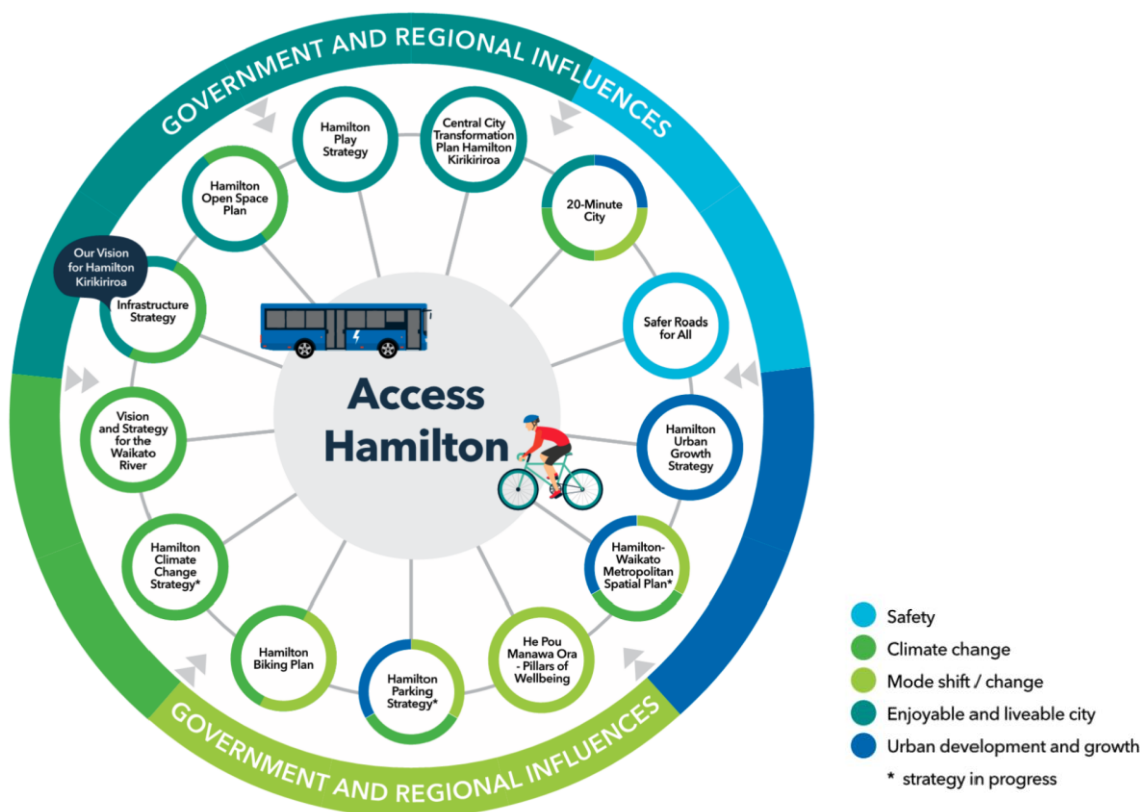 GOVERNMENT AND REGIONAL INFLUENCES
Hamilton
Play
Strategy
Central City
Transformation
Plan Hamilton
Kirikiriroa
Hamilton
Open Space
Plan
20-Minute
City
Our Vision
for Hamilton
Kirikiriroa
Infrastructure
Strategy
Safer Roads
for All
Access
Hamilton
Vision
and Strategy
for the
Waikato
River
Hamilton
Urban
Growth
Strategy
Hamilton
Climate
Change
Strategy*
Hamilton-
Waikato
Metropolitan
Spatial Plan*
Hamilton
Biking Plan
Hamilton
Parking
Strategy*
He Pou
Manawa Ora
- Pillars of
Wellbeing
GOVERNMENT AND REGIONAL INFLUENCES
Safety
Climate change
Mode shift / change
Enjoyable and liveable city
Urban development and growth
* strategy in progress